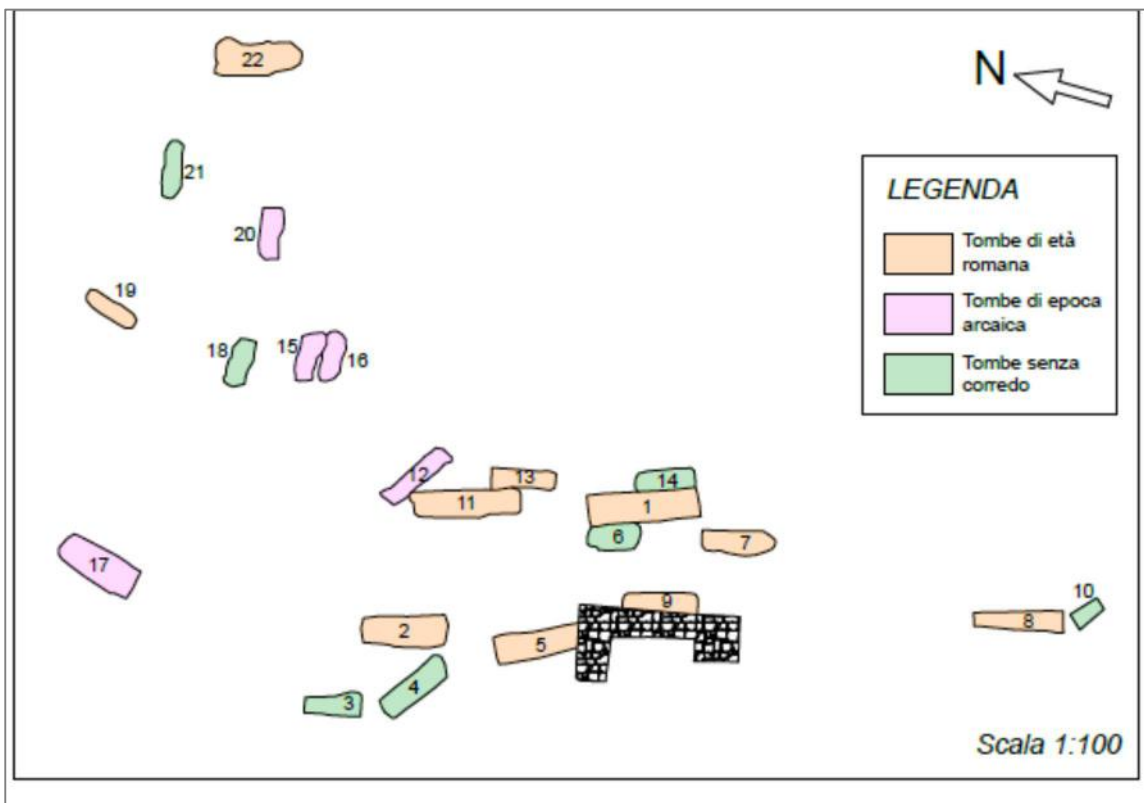 22
N
21
LEGENDA
20
Tombe di età
romana
19
Tombe di epoca
arcaica
18
15
16
Tombe senza
corredo
12
13
14
11
1
6
7
17
9
10
8
2
5
4
3
Scala 1:100